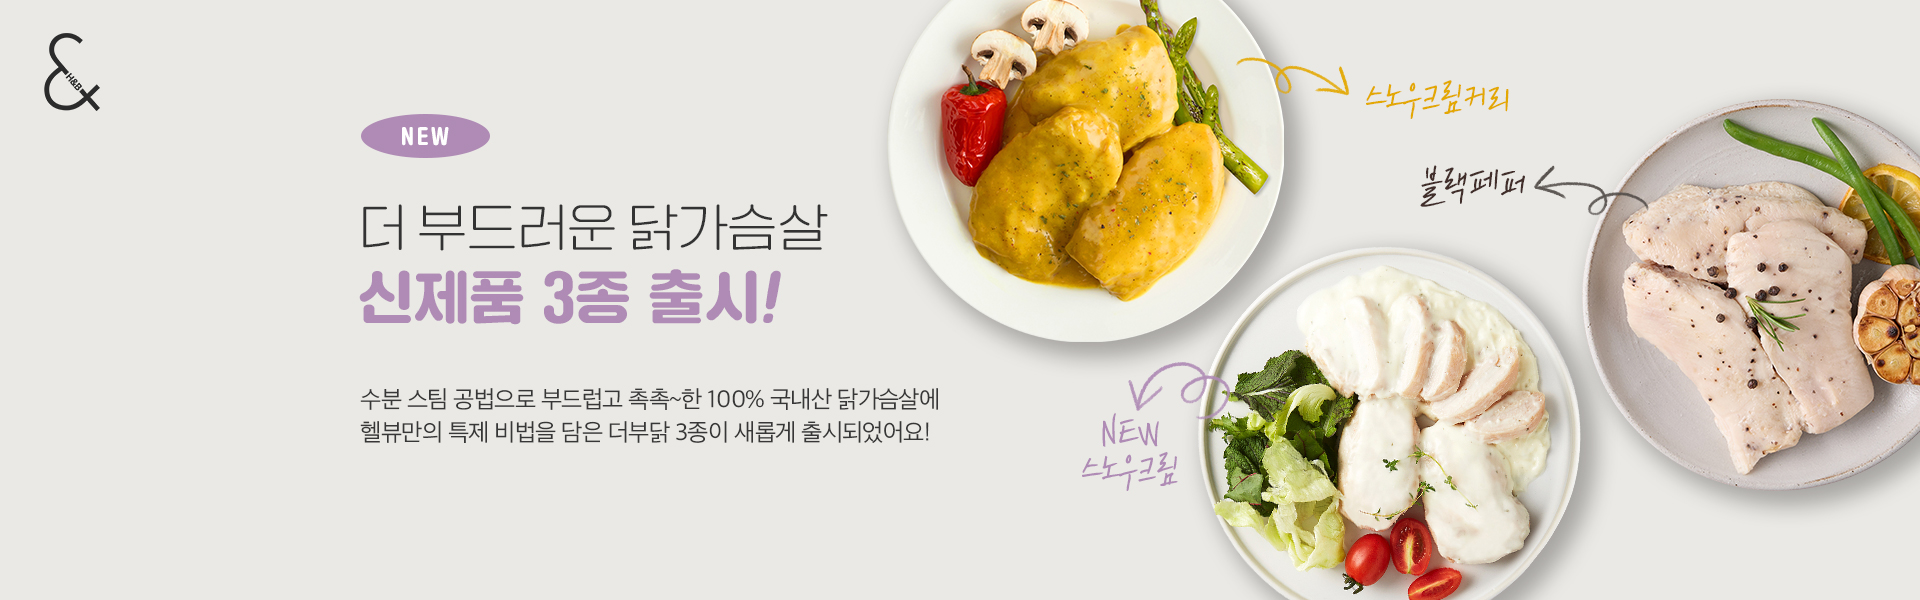 H&B
NEW
더 부드러운 닭가슴살
신제품 3종 출시!
수분 스팀 공법으로 부드럽고 촉촉~한 100% 국내산 닭가슴살에
헬뷰만의 특제 비법을 담은 더부닭 3종이 새롭게 출시되었어요!
스노우크림커리
블랙페퍼
NEW
스노우크림